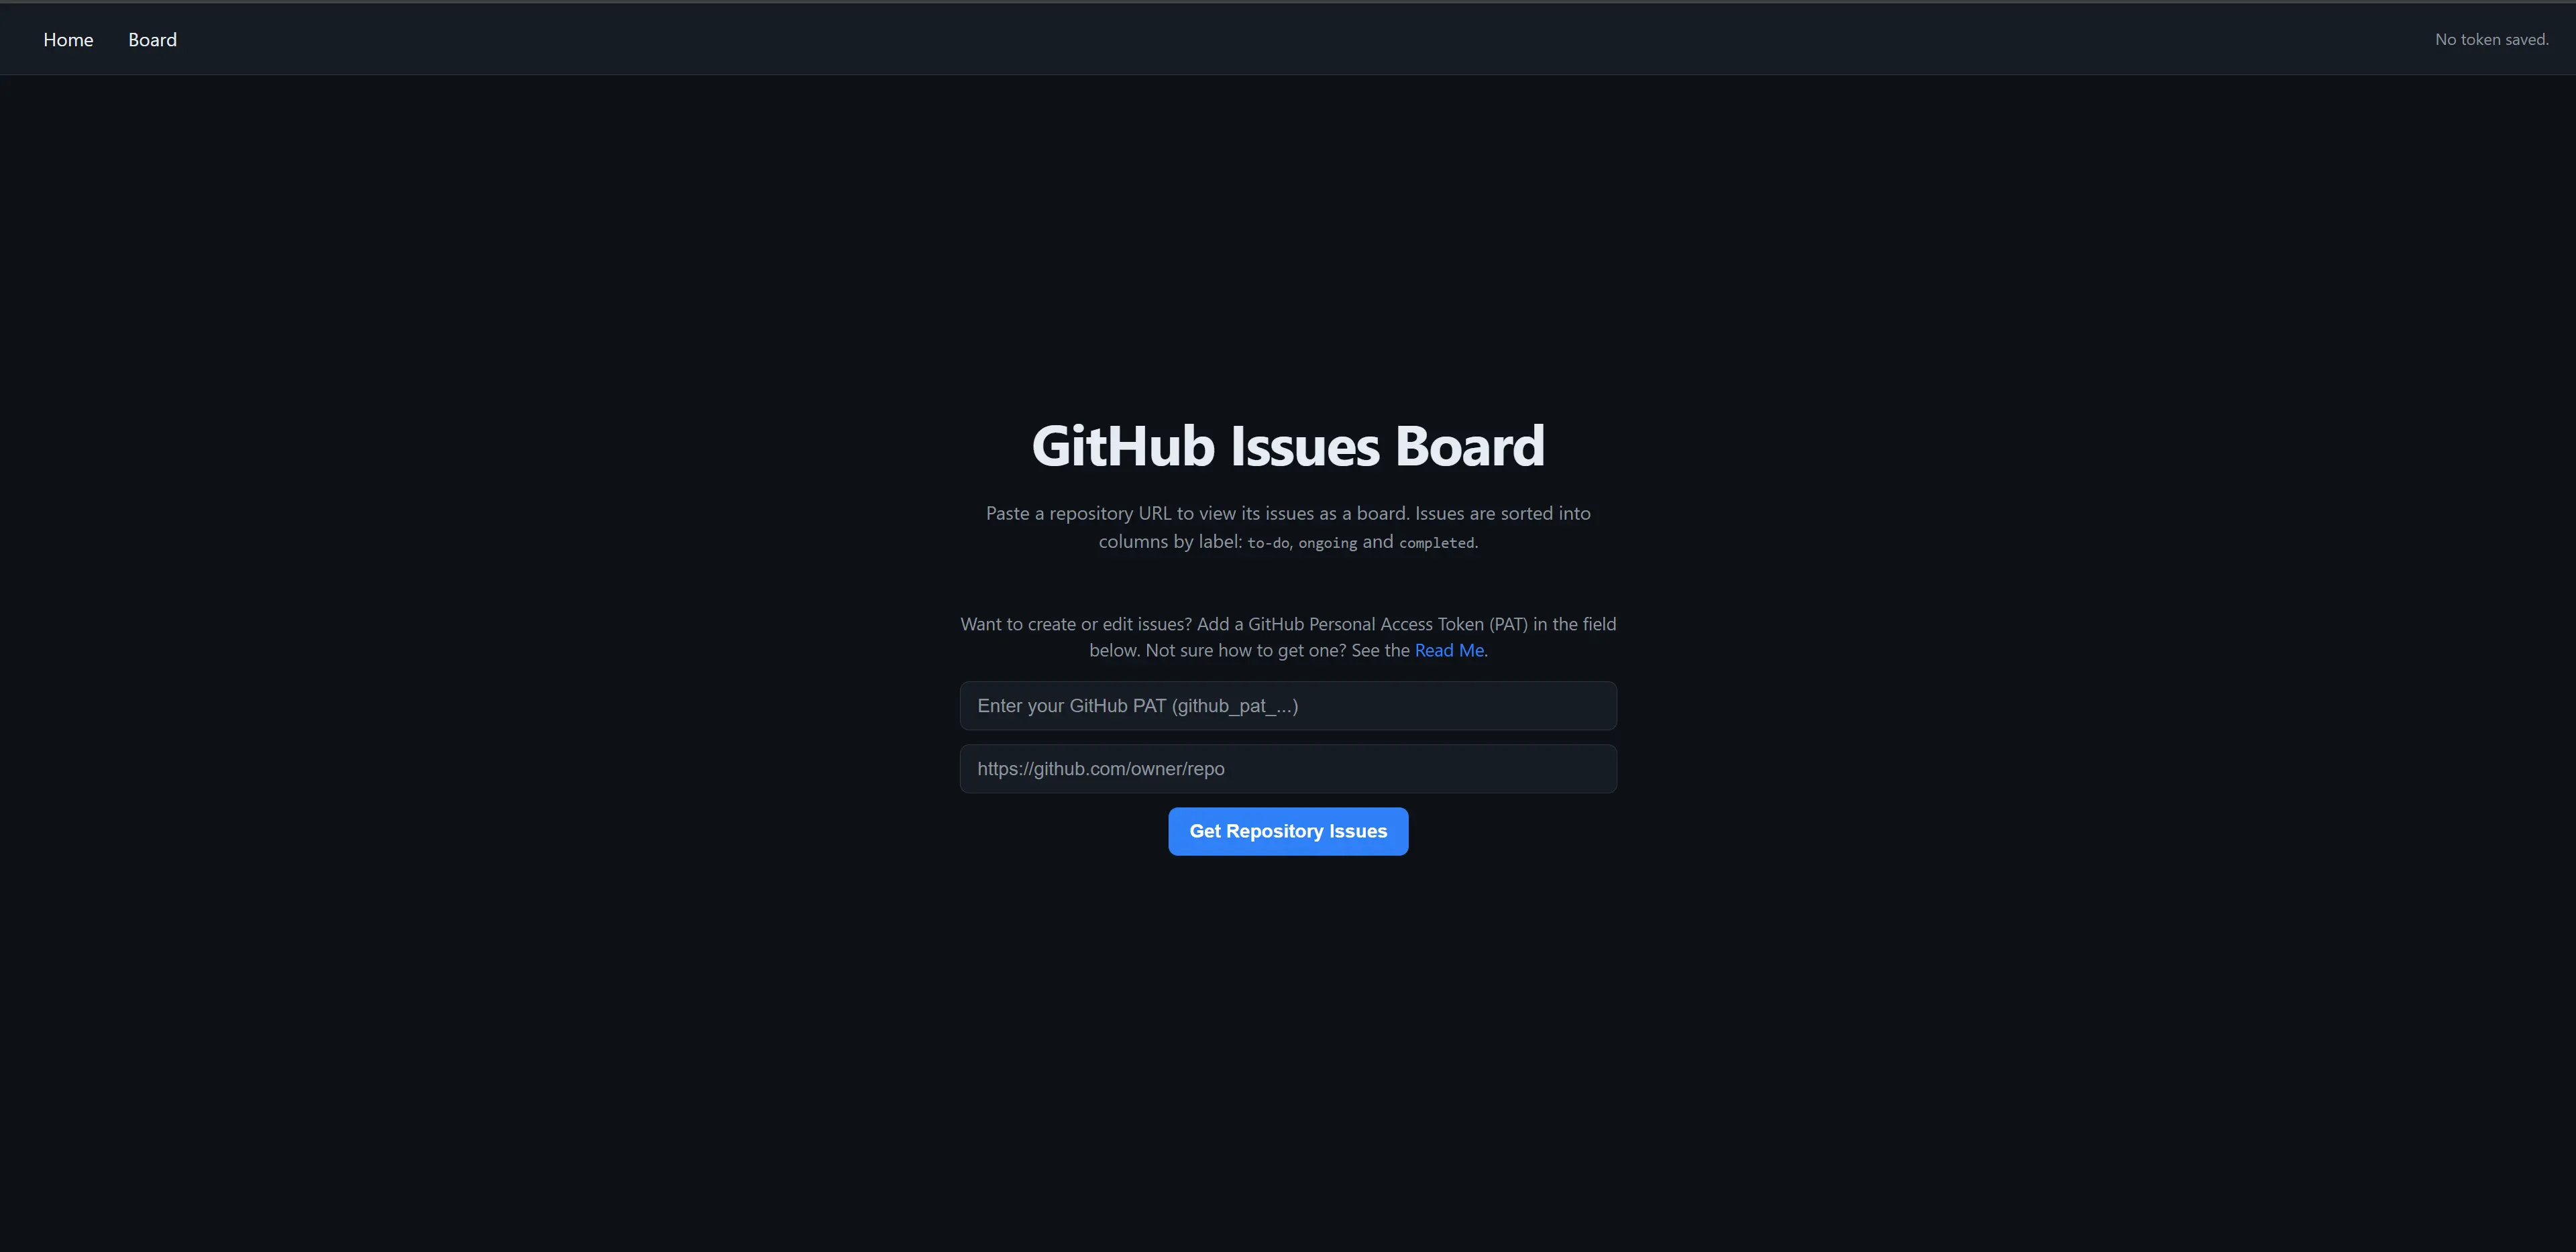 Home Board No token saved.
GitHub Issues Board
Paste a repository URL to view its issues as a board. Issues are sorted into
columns by label: to-do, ongoing and completed.
Want to create or edit issues? Add a GitHub Personal Access Token (PAT) in the field
below. Not sure how to get one? See the Read Me.
Enter your GitHub PAT (github_pat_...)
https://github.com/owner/repo
Get Repository Issues